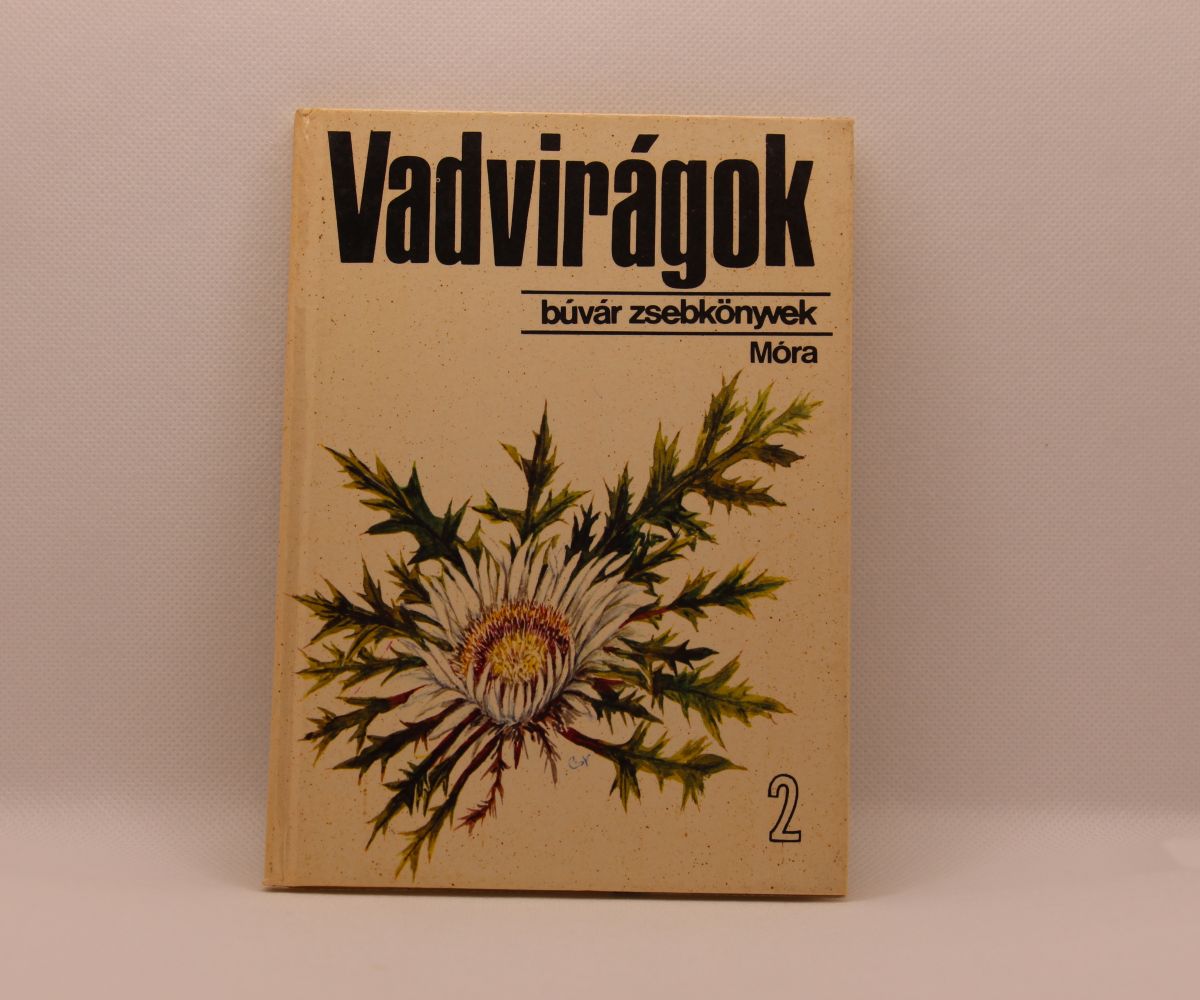 Vadvirágok
búvár zsebkönyvek
Móra
2